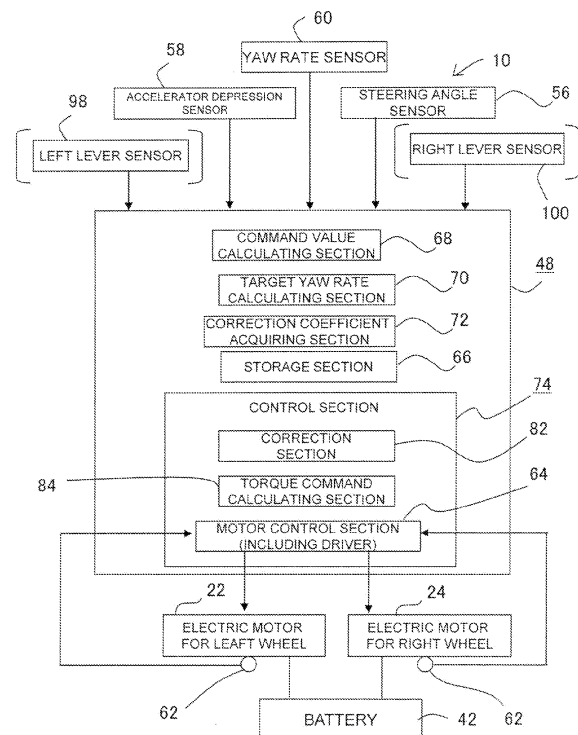 60
YAW RATE SENSOR
58
10
ACCELERATOR DEPRESSION
SENSOR
STEERING ANGLE
SENSOR
56
98
LEFT LEVER SENSOR
RIGHT LEVER SENSOR
100
COMMAND VALUE
CALCULATING SECTION
68
48
TARGET YAW RATE
CALCULATING SECTION
70
CORRECTION COEFFICIENT
ACQUIRING SECTION
72
STORAGE SECTION
66
74
CONTROL SECTION
CORRECTION
SECTION
82
84
TORQUE COMMAND
CALCULATING SECTION
64
MOTOR CONTROL SECTION
(INCLUDING DRIVER)
22
24
ELECTRIC MOTOR
FOR LEAFT WHEEL
ELECTRIC MOTOR
FOR RIGHT WHEEL
62
62
BATTERY
42